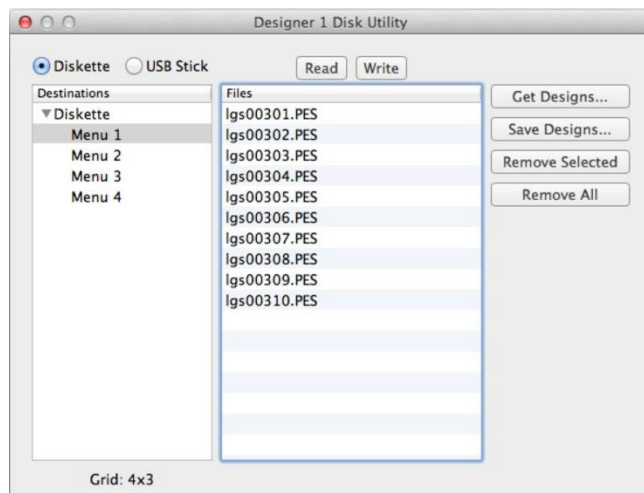 Designer 1 Disk Utility
Diskette USB Stick Read Write
Destinations
Diskette
Menu 1
Menu 2
Menu 3
Menu 4
Files
lgs00301.PES
lgs00302.PES
lgs00303.PES
lgs00304.PES
lgs00305.PES
lgs00306.PES
lgs00307.PES
lgs00308.PES
lgs00309.PES
lgs00310.PES
Get Designs...
Save Designs...
Remove Selected
Remove All
Grid: 4x3